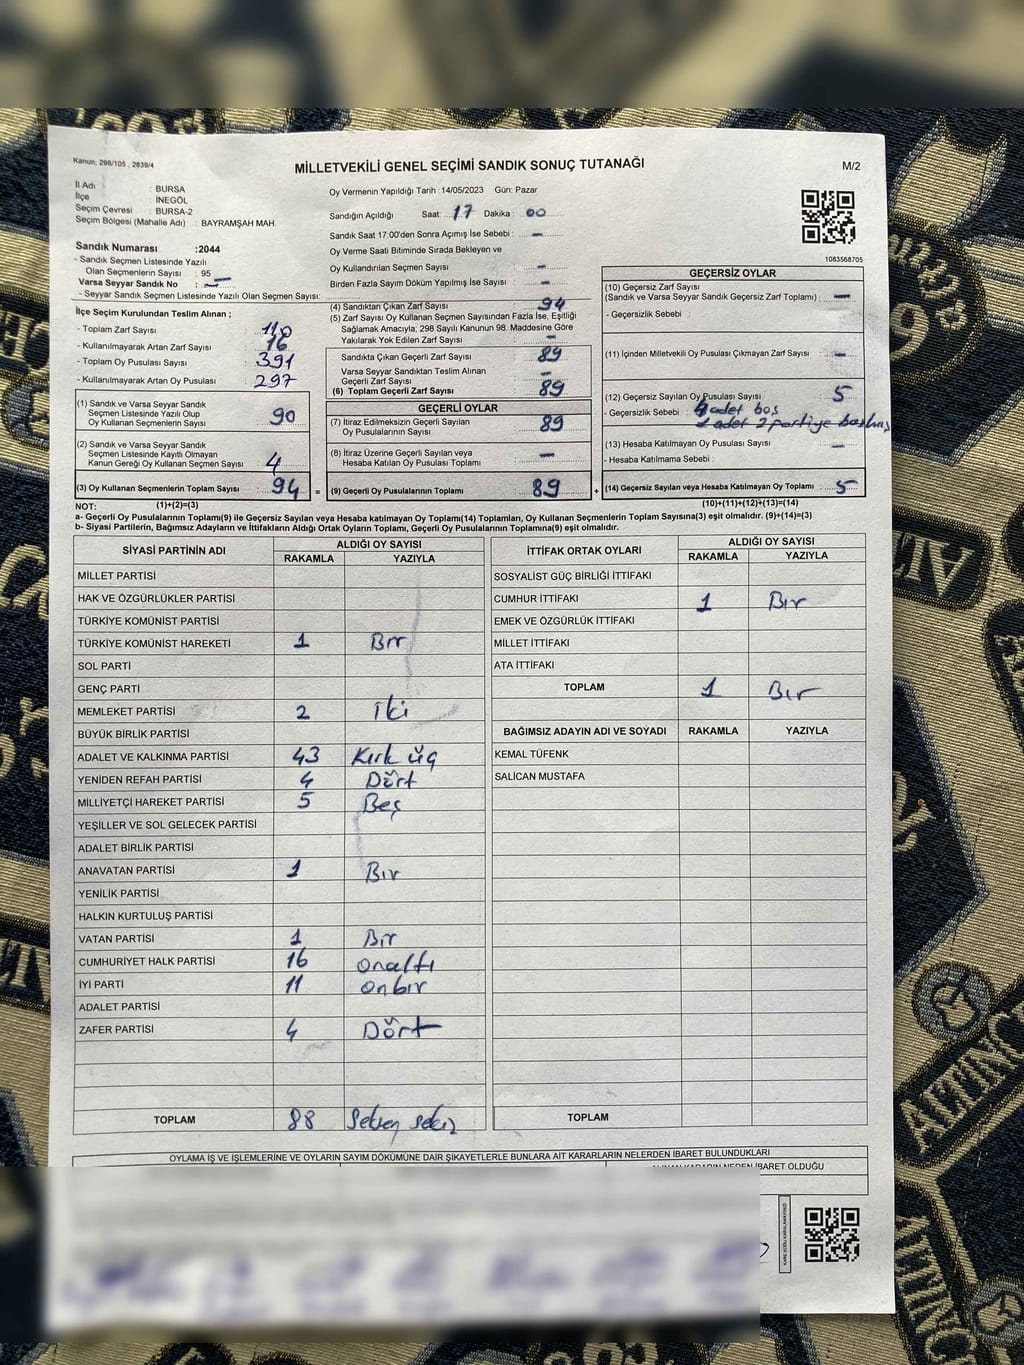 Kanun; 298/105 , 2839/4
MİLLETVEKİLİ GENEL SEÇİMİ SANDIK SONUÇ TUTANAĞI
M/2
İl Adı : BURSA
İlçe : İNEGÖL
Seçim Çevresi : BURSA-2
Seçim Bölgesi (Mahalle Adı) : BAYRAMŞAH MAH.
Sandık Numarası :2044
- Sandık Seçmen Listesinde Yazılı
Olan Seçmenlerin Sayısı : 95
Varsa Seyyar Sandık No : –
- Seyyar Sandık Seçmen Listesinde Yazılı Olan Seçmen Sayısı:
Oy Vermenin Yapıldığı Tarih :14/05/2023 Gün: Pazar
Sandığın Açıldığı Saat : 17 Dakika : 00
Sandık Saat 17:00'den Sonra Açımış İse Sebebi : –
Oy Verme Saati Bitiminde Sırada Bekleyen ve
Oy Kullandırılan Seçmen Sayısı : –
Birden Fazla Sayım Döküm Yapılmış İse Sayısı : –
1083568705
İlçe Seçim Kurulundan Teslim Alınan ;
- Toplam Zarf Sayısı : 110
- Kullanılmayarak Artan Zarf Sayısı : 16
- Toplam Oy Pusulası Sayısı : 391
- Kullanılmayarak Artan Oy Pusulası : 297
(1) Sandık ve Varsa Seyyar Sandık
Seçmen Listesinde Yazılı Olup
Oy Kullanan Seçmenlerin Sayısı : 90
(2) Sandık ve Varsa Seyyar Sandık
Seçmen Listesinde Kayıtlı Olmayan
Kanun Gereği Oy Kullanan Seçmen Sayısı 4
(3) Oy Kullanan Seçmenlerin Toplam Sayısı : 94
(4) Sandıktan Çıkan Zarf Sayısı : 94
(5) Zarf Sayısı Oy Kullanan Seçmen Sayısından Fazla İse, Eşitliği
Sağlamak Amacıyla; 298 Sayılı Kanunun 98. Maddesine Göre
Yakılarak Yok Edilen Zarf Sayısı : –
Sandıkta Çıkan Geçerli Zarf Sayısı : 89
Varsa Seyyar Sandıktan Teslim Alınan
Geçerli Zarf Sayısı : –
(6) Toplam Geçerli Zarf Sayısı : 89
GEÇERLİ OYLAR
(7) İtiraz Edilmeksizin Geçerli Sayılan
Oy Pusulalarının Sayısı : 89
(8) İtiraz Üzerine Geçerli Sayılan veya
Hesaba Katılan Oy Pusulası Toplamı : –
= (9) Geçerli Oy Pusulalarının Toplamı : 89
GEÇERSİZ OYLAR
(10) Geçersiz Zarf Sayısı
(Sandık ve Varsa Seyyar Sandık Geçersiz Zarf Toplamı) : –
- Geçersizlik Sebebi :
(11) İçinden Milletvekili Oy Pusulası Çıkmayan Zarf Sayısı : –
(12) Geçersiz Sayılan Oy Pusulası Sayısı : 5
- Geçersizlik Sebebi : 4 adet boş
1 adet 2 partiye basılmış
(13) Hesaba Katılmayan Oy Pusulası Sayısı : –
- Hesaba Katılmama Sebebi :
+ (14) Geçersiz Sayılan veya Hesaba Katılmayan Oy Toplamı : 5
NOT: (1)+(2)=(3) (10)+(11)+(12)+(13)=(14)
a- Geçerli Oy Pusulalarının Toplamı(9) ile Geçersiz Sayılan veya Hesaba katılmayan Oy Toplamı(14) Toplamları, Oy Kullanan Seçmenlerin Toplam Sayısına(3) eşit olmalıdır. (9)+(14)=(3)
b- Siyasi Partilerin, Bağımsız Adayların ve İttifakların Aldığı Ortak Oyların Toplamı, Geçerli Oy Pusulalarının Toplamına(9) eşit olmalıdır.
SİYASİ PARTİNİN ADI ALDIĞI OY SAYISI
RAKAMLA YAZIYLA
MİLLET PARTİSİ
HAK VE ÖZGÜRLÜKLER PARTİSİ
TÜRKİYE KOMÜNİST PARTİSİ
TÜRKİYE KOMÜNİST HAREKETİ 1 Bir
SOL PARTİ
GENÇ PARTİ
MEMLEKET PARTİSİ 2 iki
BÜYÜK BİRLİK PARTİSİ
ADALET VE KALKINMA PARTİSİ 43 Kırk üç
YENİDEN REFAH PARTİSİ 4 Dört
MİLLİYETÇİ HAREKET PARTİSİ 5 Beş
YEŞİLLER VE SOL GELECEK PARTİSİ
ADALET BİRLİK PARTİSİ
ANAVATAN PARTİSİ 1 Bir
YENİLİK PARTİSİ
HALKIN KURTULUŞ PARTİSİ
VATAN PARTİSİ 1 Bir
CUMHURİYET HALK PARTİSİ 16 onaltı
İYİ PARTİ 11 onbir
ADALET PARTİSİ
ZAFER PARTİSİ 4 Dört
TOPLAM 88 Seksen sekiz
İTTİFAK ORTAK OYLARI ALDIĞI OY SAYISI
RAKAMLA YAZIYLA
SOSYALİST GÜÇ BİRLİĞİ İTTİFAKI
CUMHUR İTTİFAKI 1 Bir
EMEK VE ÖZGÜRLÜK İTTİFAKI
MİLLET İTTİFAKI
ATA İTTİFAKI
TOPLAM 1 Bir
BAĞIMSIZ ADAYIN ADI VE SOYADI RAKAMLA YAZIYLA
KEMAL TÜFENK
SALİCAN MUSTAFA
TOPLAM
OYLAMA İŞ VE İŞLEMLERİNE VE OYLARIN SAYIM DÖKÜMÜNE DAİR ŞİKAYETLERLE BUNLARA AİT KARARLARIN NELERDEN İBARET BULUNDUKLARI
ALINAN KARARIN NEDEN İBARET OLDUĞU